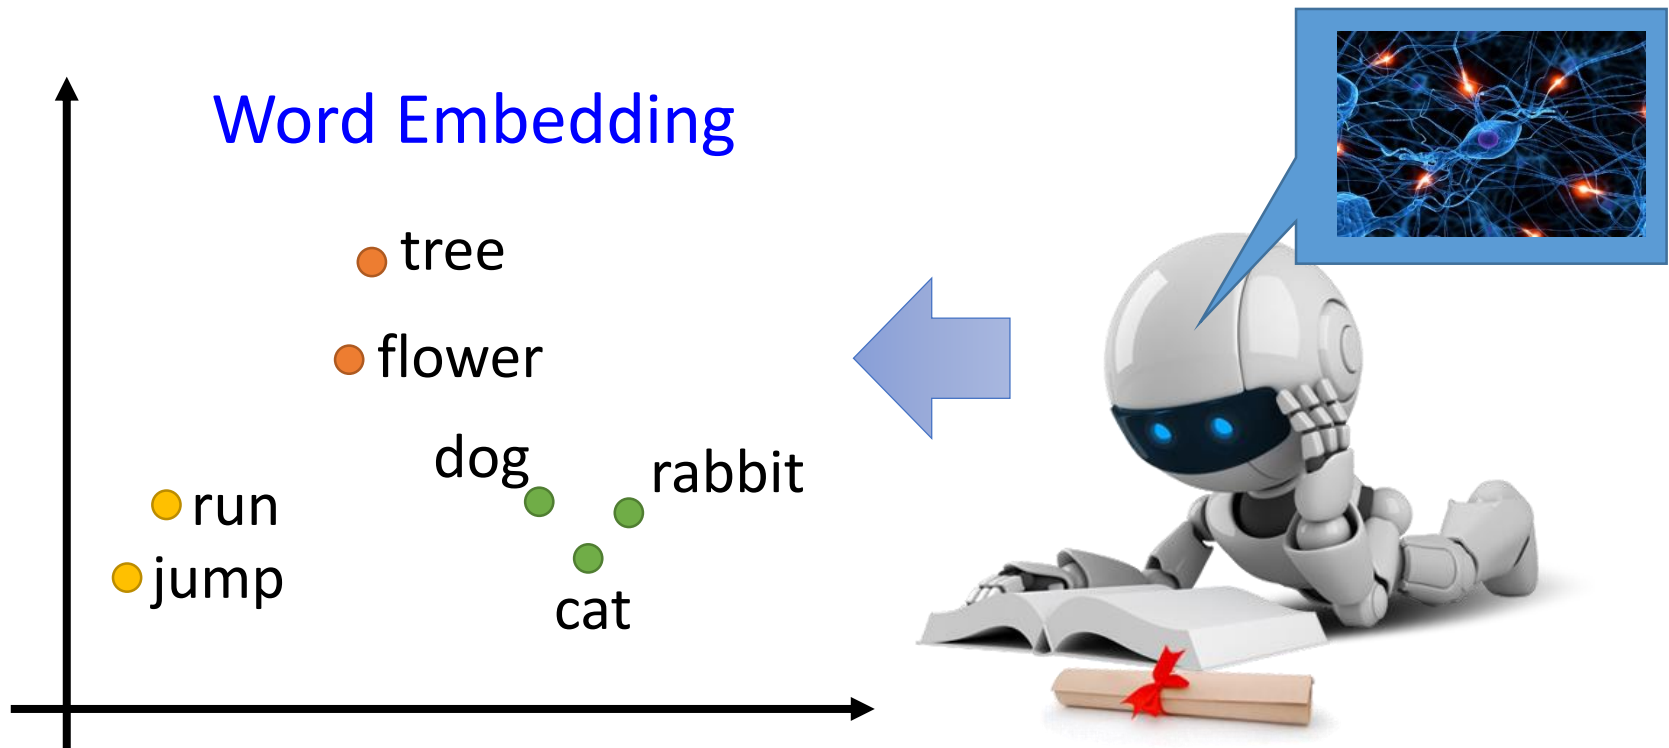 Word Embedding
tree
flower
dog
rabbit
run
jump
cat